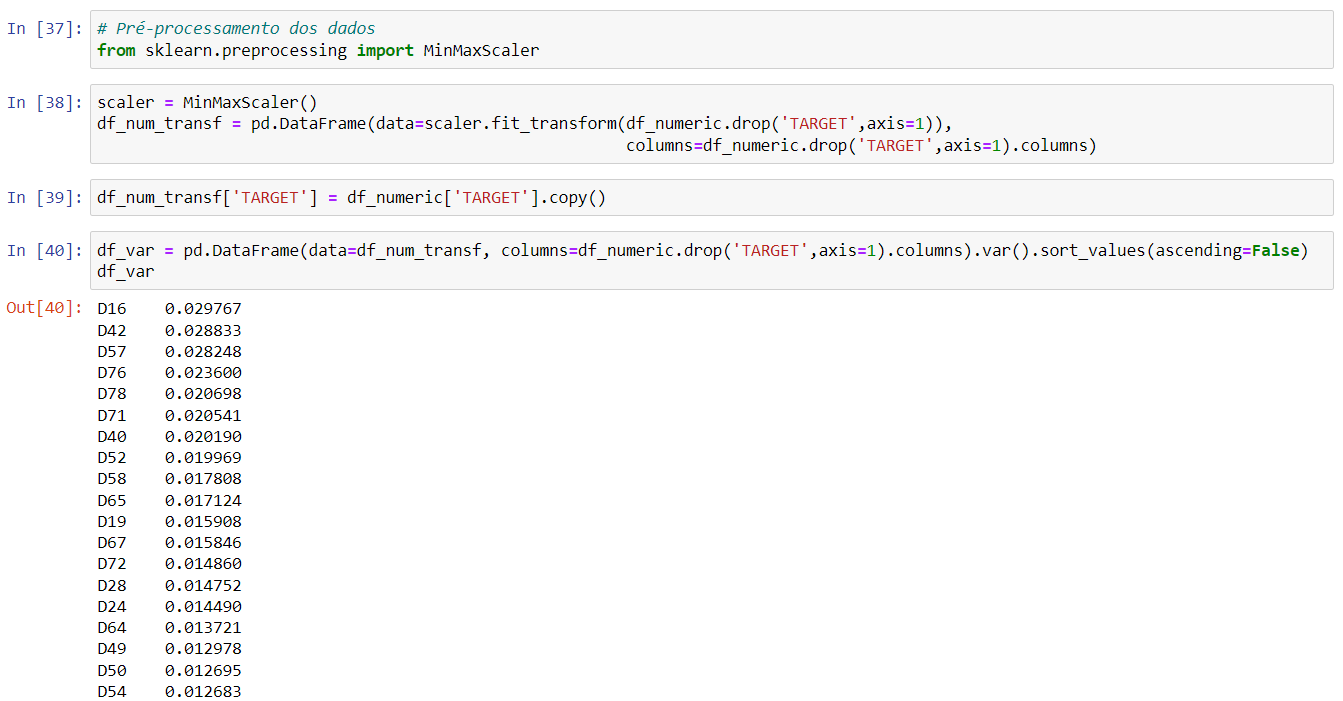 In [37]: # Pré-processamento dos dados
from sklearn.preprocessing import MinMaxScaler
In [38]: scaler = MinMaxScaler()
df_num_transf = pd.DataFrame(data=scaler.fit_transform(df_numeric.drop('TARGET',axis=1)),
columns=df_numeric.drop('TARGET',axis=1).columns)
In [39]: df_num_transf['TARGET'] = df_numeric['TARGET'].copy()
In [40]: df_var = pd.DataFrame(data=df_num_transf, columns=df_numeric.drop('TARGET',axis=1).columns).var().sort_values(ascending=False)
df_var
Out[40]: D16 0.029767
D42 0.028833
D57 0.028248
D76 0.023600
D78 0.020698
D71 0.020541
D40 0.020190
D52 0.019969
D58 0.017808
D65 0.017124
D19 0.015908
D67 0.015846
D72 0.014860
D28 0.014752
D24 0.014490
D64 0.013721
D49 0.012978
D50 0.012695
D54 0.012683